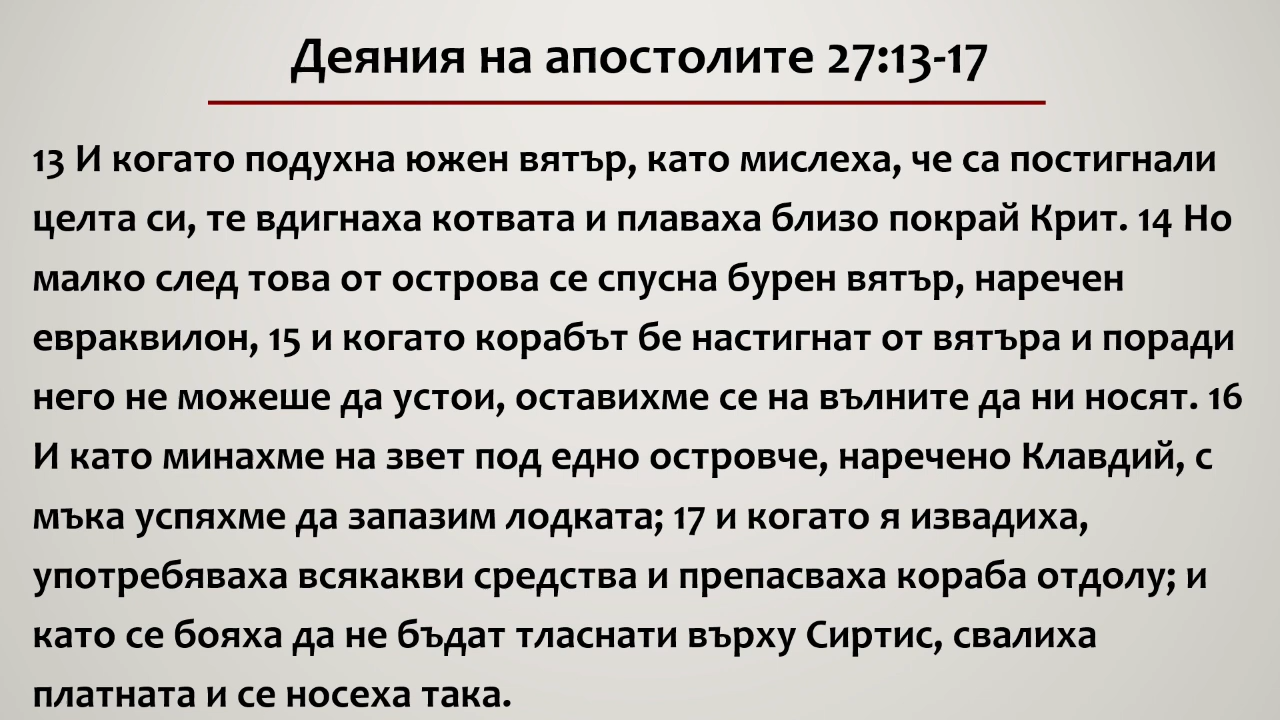 Деяния на апостолите 27:13-17
13 И когато подухна южен вятър, като мислеха, че са постигнали
целта си, те вдигнаха котвата и плаваха близо покрай Крит. 14 Но
малко след това от острова се спусна бурен вятър, наречен
евраквилон, 15 и когато корабът бе настигнат от вятъра и поради
него не можеше да устои, оставихме се на вълните да ни носят. 16
И като минахме на звет под едно островче, наречено Клавдий, с
мъка успяхме да запазим лодката; 17 и когато я извадиха,
употребяваха всякакви средства и препасваха кораба отдолу; и
като се бояха да не бъдат тласнати върху Сиртис, свалиха
платната и се носеха така.